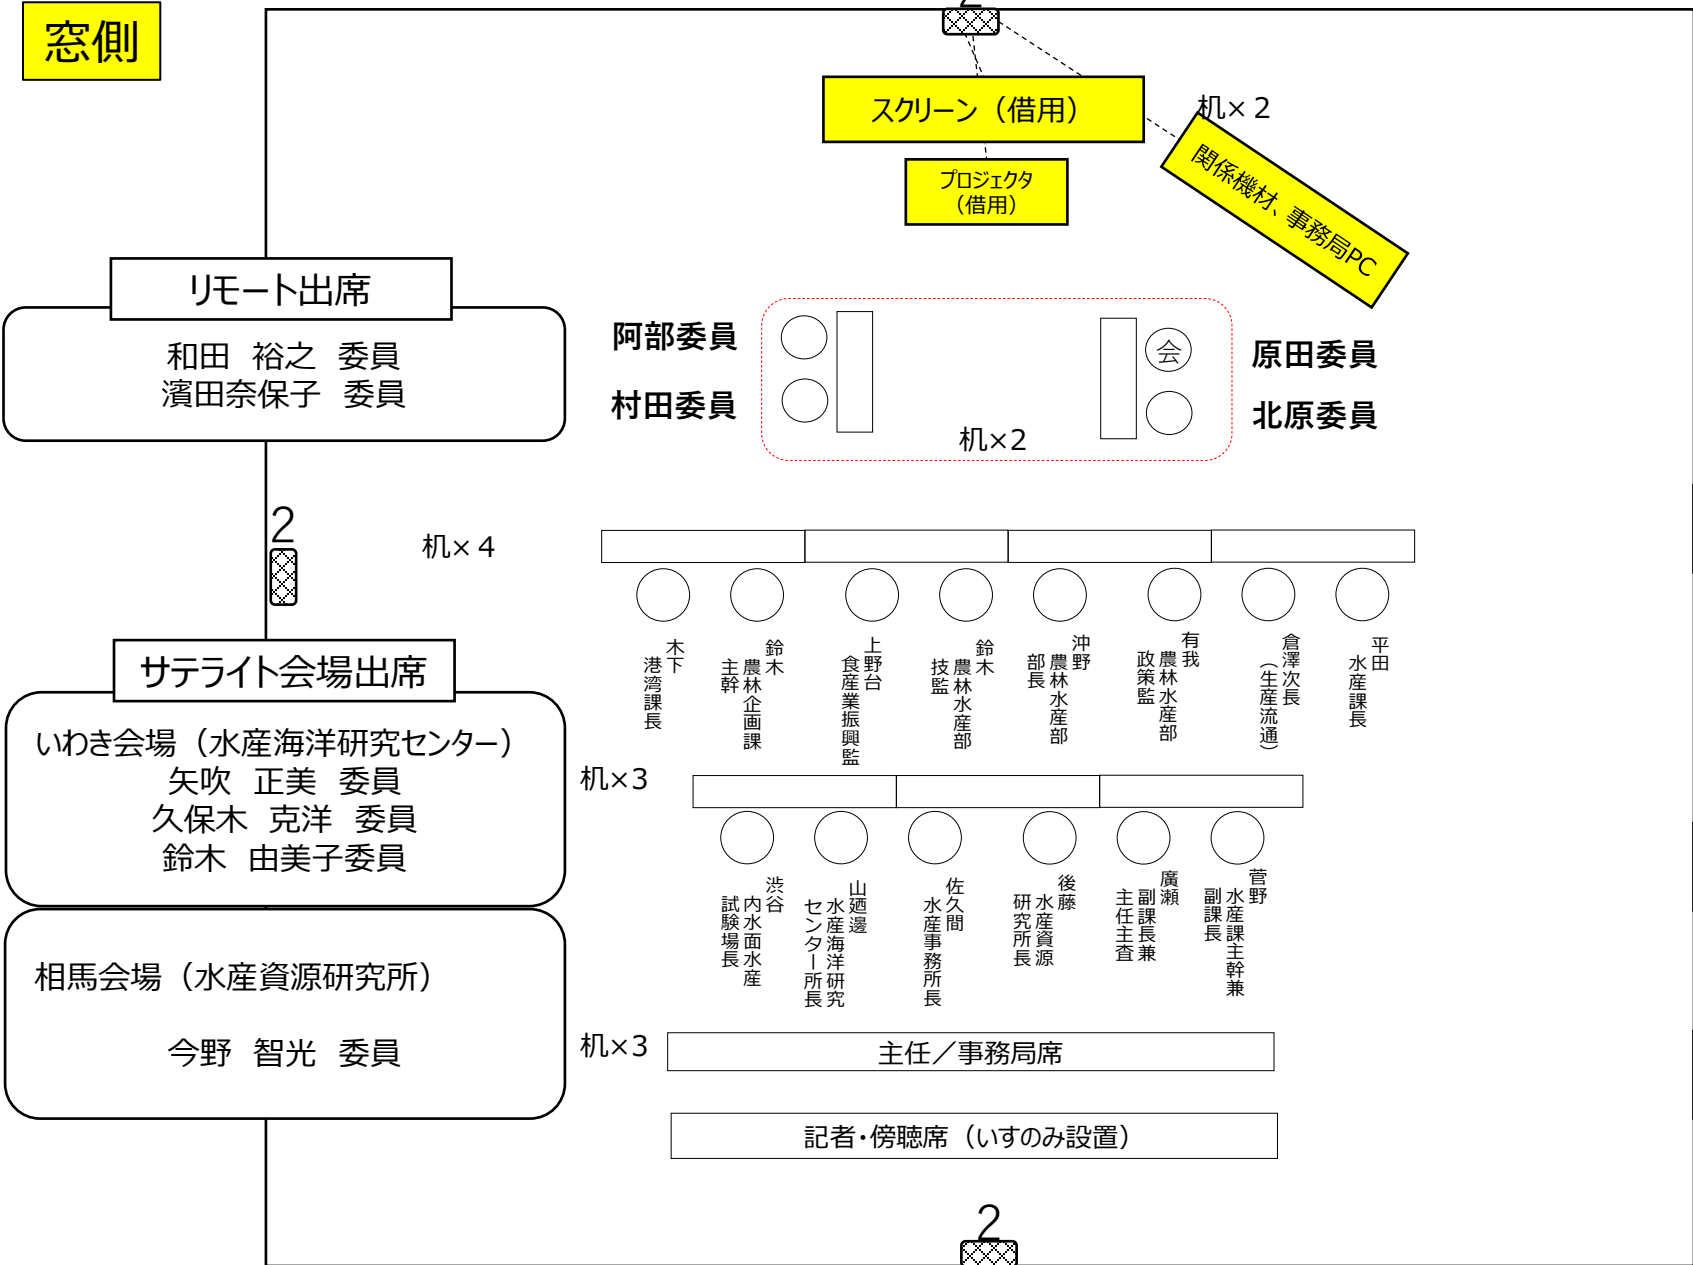 窓側
2
スクリーン（借用）
机×２
プロジェクタ
（借用）
関係機材、事務局PC
リモート出席
和田　裕之　委員
濱田奈保子　委員
阿部委員
村田委員
会
原田委員
北原委員
机×2
2
机×４
木下
港湾課長
鈴木
農林企画課
主幹
上野台
食産業振興監
鈴木
農林水産部
技監
沖野
農林水産部
部長
有我
農林水産部
政策監
倉澤次長
（生産流通）
平田
水産課長
サテライト会場出席
いわき会場（水産海洋研究センター）
矢吹　正美　委員
久保木　克洋　委員
鈴木　由美子委員
机×3
渋谷
内水面水産
試験場長
山廼邊
水産海洋研究
センター所長
佐久間
水産事務所長
後藤
水産資源
研究所長
廣瀬
副課長兼
主任主査
菅野
水産課主幹兼
副課長
相馬会場（水産資源研究所）
今野　智光　委員
机×3
主任／事務局席
記者・傍聴席（いすのみ設置）
2